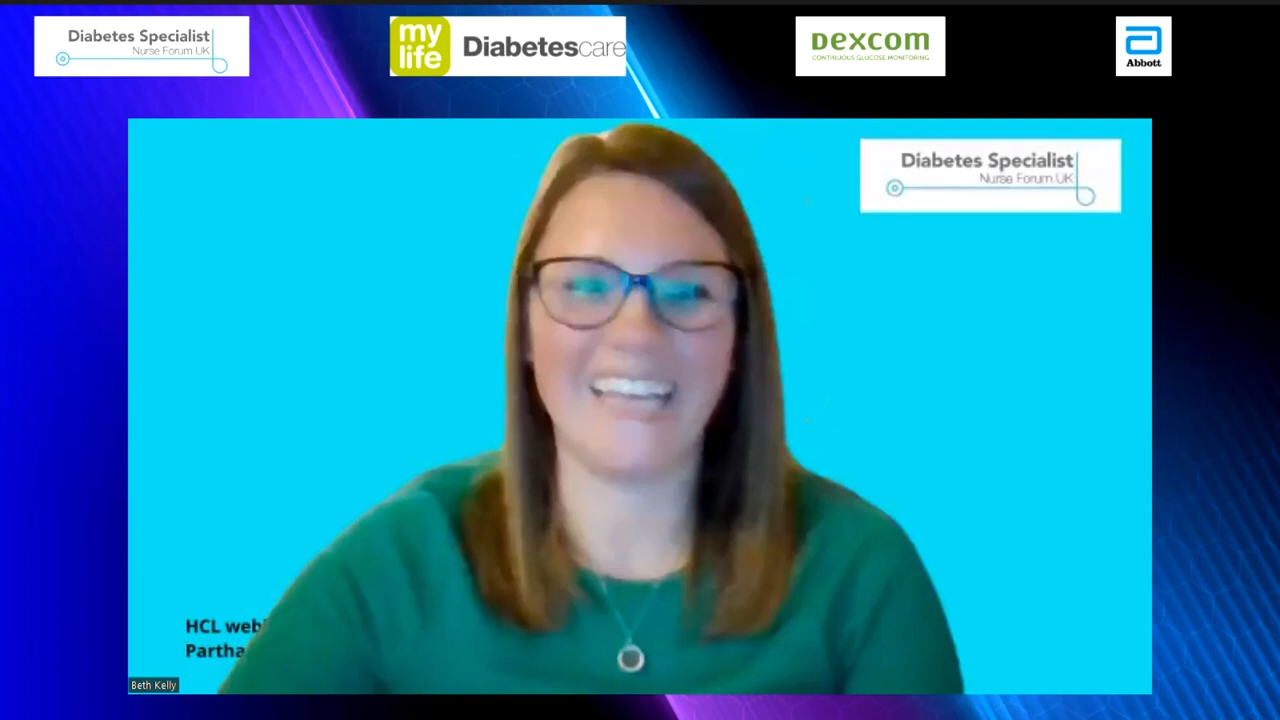 Diabetes Specialist
Nurse Forum UK
my
life
Diabetescare
Dexcom
CONTINUOUS GLUCOSE MONITORING
Abbott
Diabetes Specialist
Nurse Forum UK
HCL webi
Partha
Beth Kelly